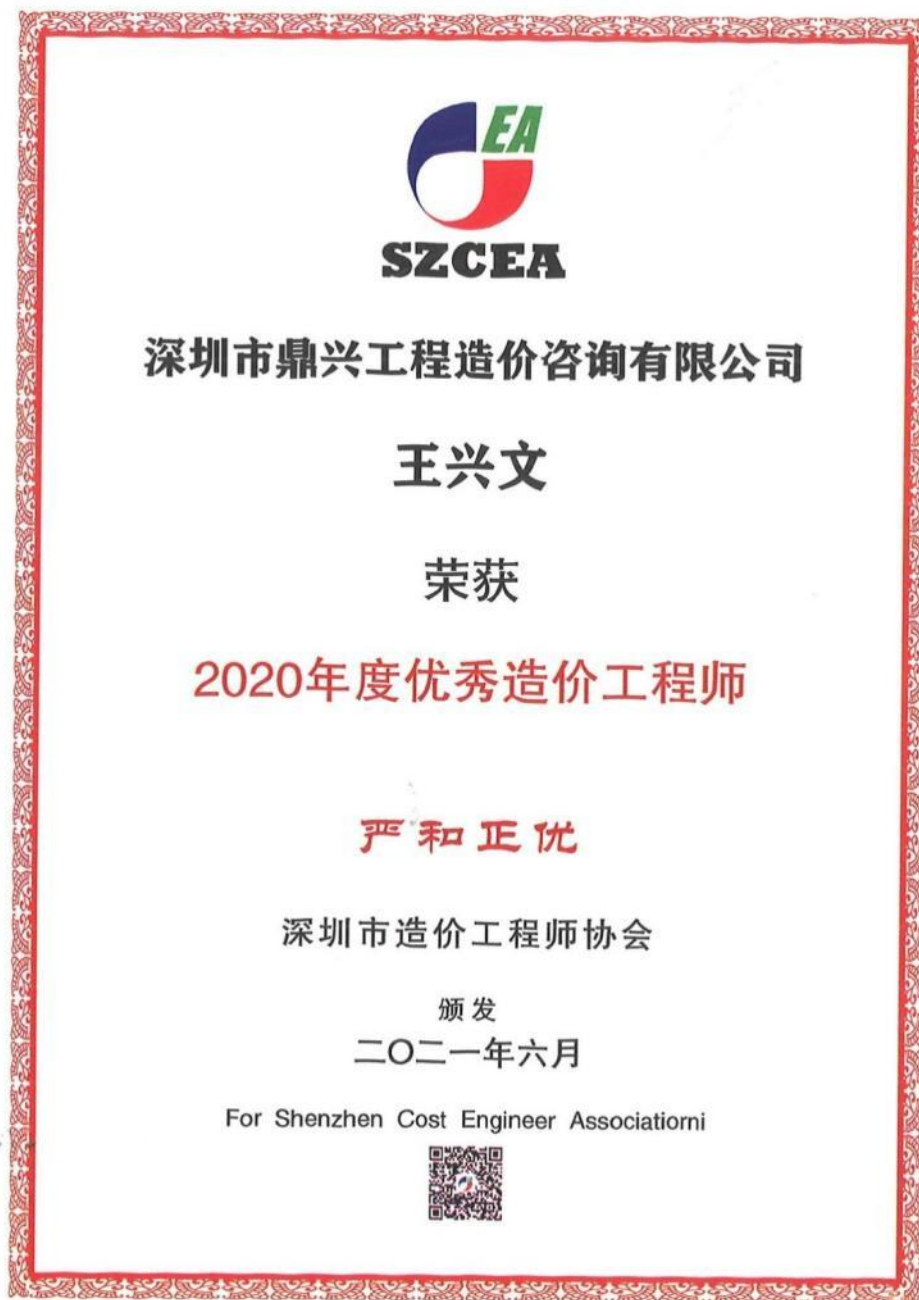 EA
SZCEA
深圳市鼎兴工程造价咨询有限公司
王兴文
荣获
2020年度优秀造价工程师
严和正优
深圳市造价工程师协会
颁发
二〇二一年六月
For Shenzhen Cost Engineer Associatiorni